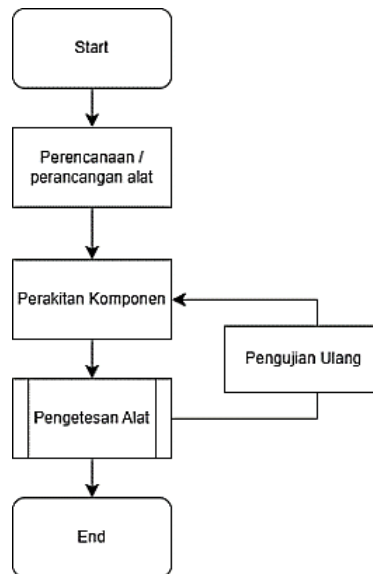 Start
Perencanaan /
perancangan alat
Perakitan Komponen
Pengujian Ulang
Pengetesan Alat
End